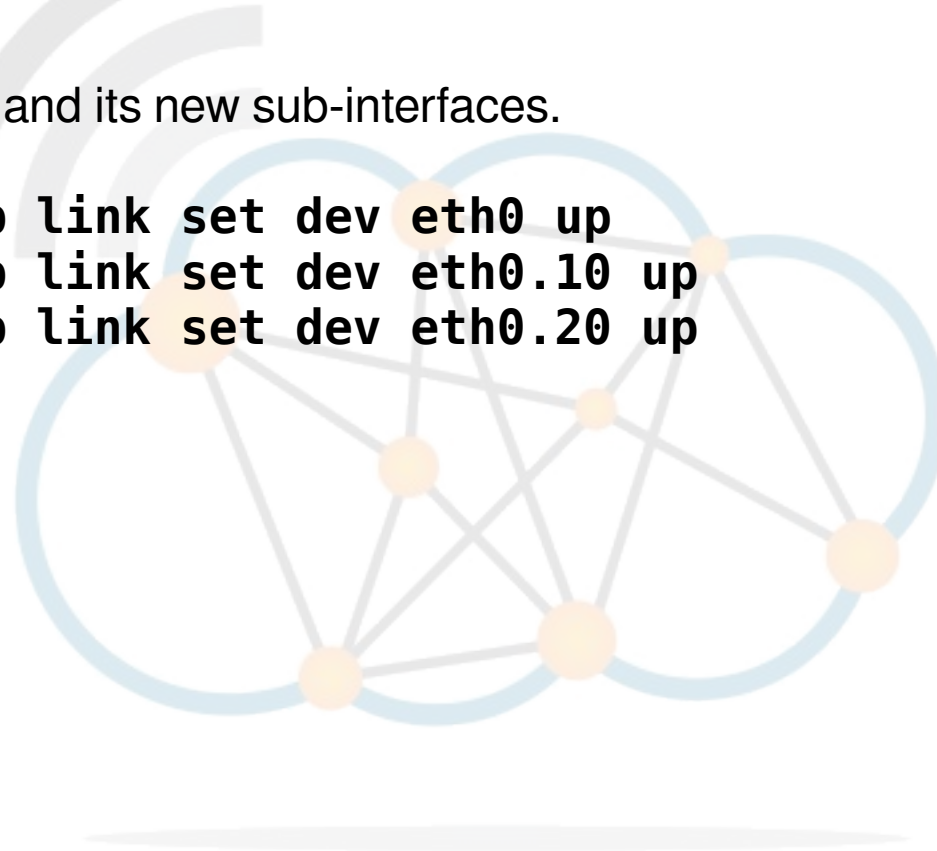 and its new sub-interfaces.
link set dev eth0 up
link set dev eth0.10 up
link set dev eth0.20 up